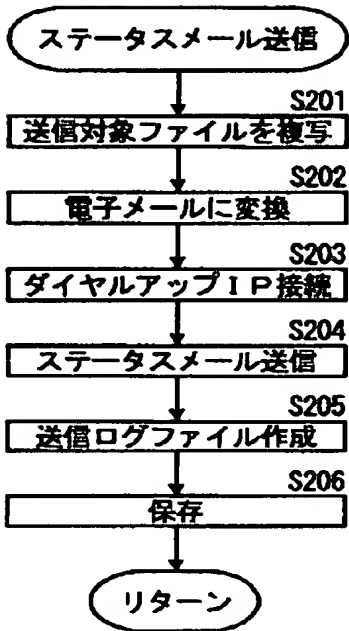 ステータスメール送信
S201
送信対象ファイルを複写
S202
電子メールに変換
S203
ダイヤルアップIP接続
S204
ステータスメール送信
S205
送信ログファイル作成
S206
保存
リターン